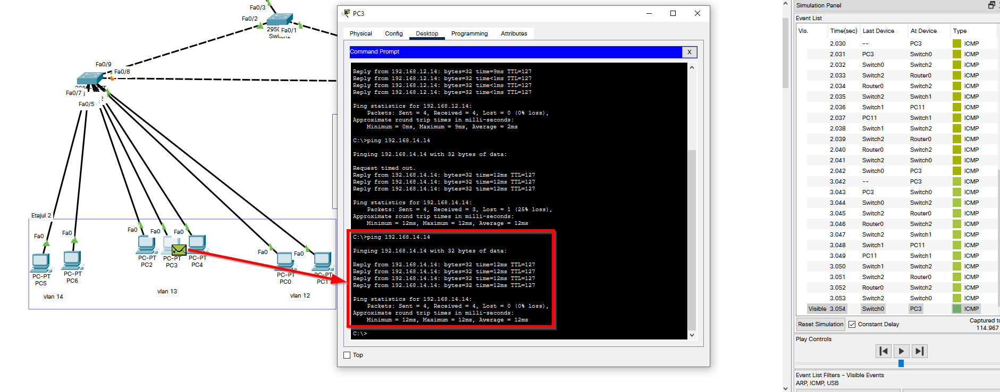 Fa0/3
Fa0/2
Fa0/1
Fa0/9
Fa0/8
Fa0/7
Fa0/5
Etajul 2
Fa0
Fa0
Fa0
Fa0
Fa0
Fa0
Fa0
PC-PT
PC5
PC-PT
PC6
PC-PT
PC2
PC-PT
PC3
PC-PT
PC4
PC-PT
PC0
PC-PT
PC1
vlan 14
vlan 13
vlan 12
PC3
Physical Config Desktop Programming Attributes
Command Prompt X
Reply from 192.168.12.14: bytes=32 time=9ms TTL=127
Reply from 192.168.12.14: bytes=32 time<1ms TTL=127
Reply from 192.168.12.14: bytes=32 time<1ms TTL=127
Reply from 192.168.12.14: bytes=32 time<1ms TTL=127
Ping statistics for 192.168.12.14:
Packets: Sent = 4, Received = 4, Lost = 0 (0% loss),
Approximate round trip times in milli-seconds:
Minimum = 0ms, Maximum = 9ms, Average = 2ms
C:\>ping 192.168.14.14
Pinging 192.168.14.14 with 32 bytes of data:
Request timed out.
Reply from 192.168.14.14: bytes=32 time=12ms TTL=127
Reply from 192.168.14.14: bytes=32 time=12ms TTL=127
Reply from 192.168.14.14: bytes=32 time=12ms TTL=127
Ping statistics for 192.168.14.14:
Packets: Sent = 4, Received = 3, Lost = 1 (25% loss),
Approximate round trip times in milli-seconds:
Minimum = 12ms, Maximum = 12ms, Average = 12ms
C:\>ping 192.168.14.14
Pinging 192.168.14.14 with 32 bytes of data:
Reply from 192.168.14.14: bytes=32 time=12ms TTL=127
Reply from 192.168.14.14: bytes=32 time=12ms TTL=127
Reply from 192.168.14.14: bytes=32 time=12ms TTL=127
Reply from 192.168.14.14: bytes=32 time=12ms TTL=127
Ping statistics for 192.168.14.14:
Packets: Sent = 4, Received = 4, Lost = 0 (0% loss),
Approximate round trip times in milli-seconds:
Minimum = 12ms, Maximum = 12ms, Average = 12ms
C:\>
Top
Simulation Panel
Event List
Vis. Time(sec) Last Device At Device Type
2.030 -- PC3 ICMP
2.031 PC3 Switch0 ICMP
2.032 Switch0 Switch2 ICMP
2.033 Switch2 Router0 ICMP
2.034 Router0 Switch2 ICMP
2.035 Switch2 Switch1 ICMP
2.036 Switch1 PC11 ICMP
2.037 PC11 Switch1 ICMP
2.038 Switch1 Switch2 ICMP
2.039 Switch2 Router0 ICMP
2.040 Router0 Switch2 ICMP
2.041 Switch2 Switch0 ICMP
2.042 Switch0 PC3 ICMP
3.042 -- PC3 ICMP
3.043 PC3 Switch0 ICMP
3.044 Switch0 Switch2 ICMP
3.045 Switch2 Router0 ICMP
3.046 Router0 Switch2 ICMP
3.047 Switch2 Switch1 ICMP
3.048 Switch1 PC11 ICMP
3.049 PC11 Switch1 ICMP
3.050 Switch1 Switch2 ICMP
3.051 Switch2 Router0 ICMP
3.052 Router0 Switch2 ICMP
3.053 Switch2 Switch0 ICMP
Visible 3.054 Switch0 PC3 ICMP
Reset Simulation Constant Delay
Captured to
114.967
Play Controls
Event List Filters - Visible Events
ARP, ICMP, USB